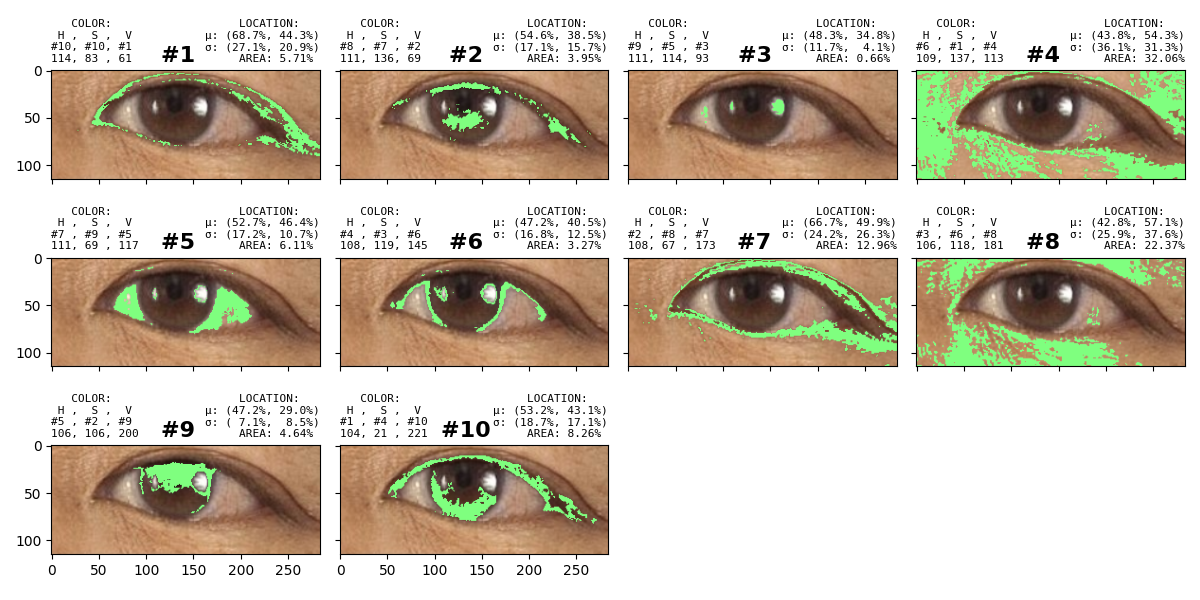 COLOR: LOCATION:
H , S , V μ: (68.7%, 44.3%)
#10, #10, #1 #1 σ: (27.1%, 20.9%)
114, 83 , 61 AREA: 5.71%
COLOR: LOCATION:
H , S , V μ: (54.6%, 38.5%)
#8 , #7 , #2 #2 σ: (17.1%, 15.7%)
111, 136, 69 AREA: 3.95%
COLOR: LOCATION:
H , S , V μ: (48.3%, 34.8%)
#9 , #5 , #3 #3 σ: (11.7%, 4.1%)
111, 114, 93 AREA: 0.66%
COLOR: LOCATION:
H , S , V μ: (43.8%, 54.3%)
#6 , #1 , #4 #4 σ: (36.1%, 31.3%)
109, 137, 113 AREA: 32.06%
0
50
100
COLOR: LOCATION:
H , S , V μ: (52.7%, 46.4%)
#7 , #9 , #5 #5 σ: (17.2%, 10.7%)
111, 69 , 117 AREA: 6.11%
COLOR: LOCATION:
H , S , V μ: (47.2%, 40.5%)
#4 , #3 , #6 #6 σ: (16.8%, 12.5%)
108, 119, 145 AREA: 3.27%
COLOR: LOCATION:
H , S , V μ: (66.7%, 49.9%)
#2 , #8 , #7 #7 σ: (24.2%, 26.3%)
108, 67 , 173 AREA: 12.96%
COLOR: LOCATION:
H , S , V μ: (42.8%, 57.1%)
#3 , #6 , #8 #8 σ: (25.9%, 37.6%)
106, 118, 181 AREA: 22.37%
0
50
100
COLOR: LOCATION:
H , S , V μ: (47.2%, 29.0%)
#5 , #2 , #9 #9 σ: ( 7.1%, 8.5%)
106, 106, 200 AREA: 4.64%
COLOR: LOCATION:
H , S , V μ: (53.2%, 43.1%)
#1 , #4 , #10 #10 σ: (18.7%, 17.1%)
104, 21 , 221 AREA: 8.26%
0
50
100
0 50 100 150 200 250
0 50 100 150 200 250